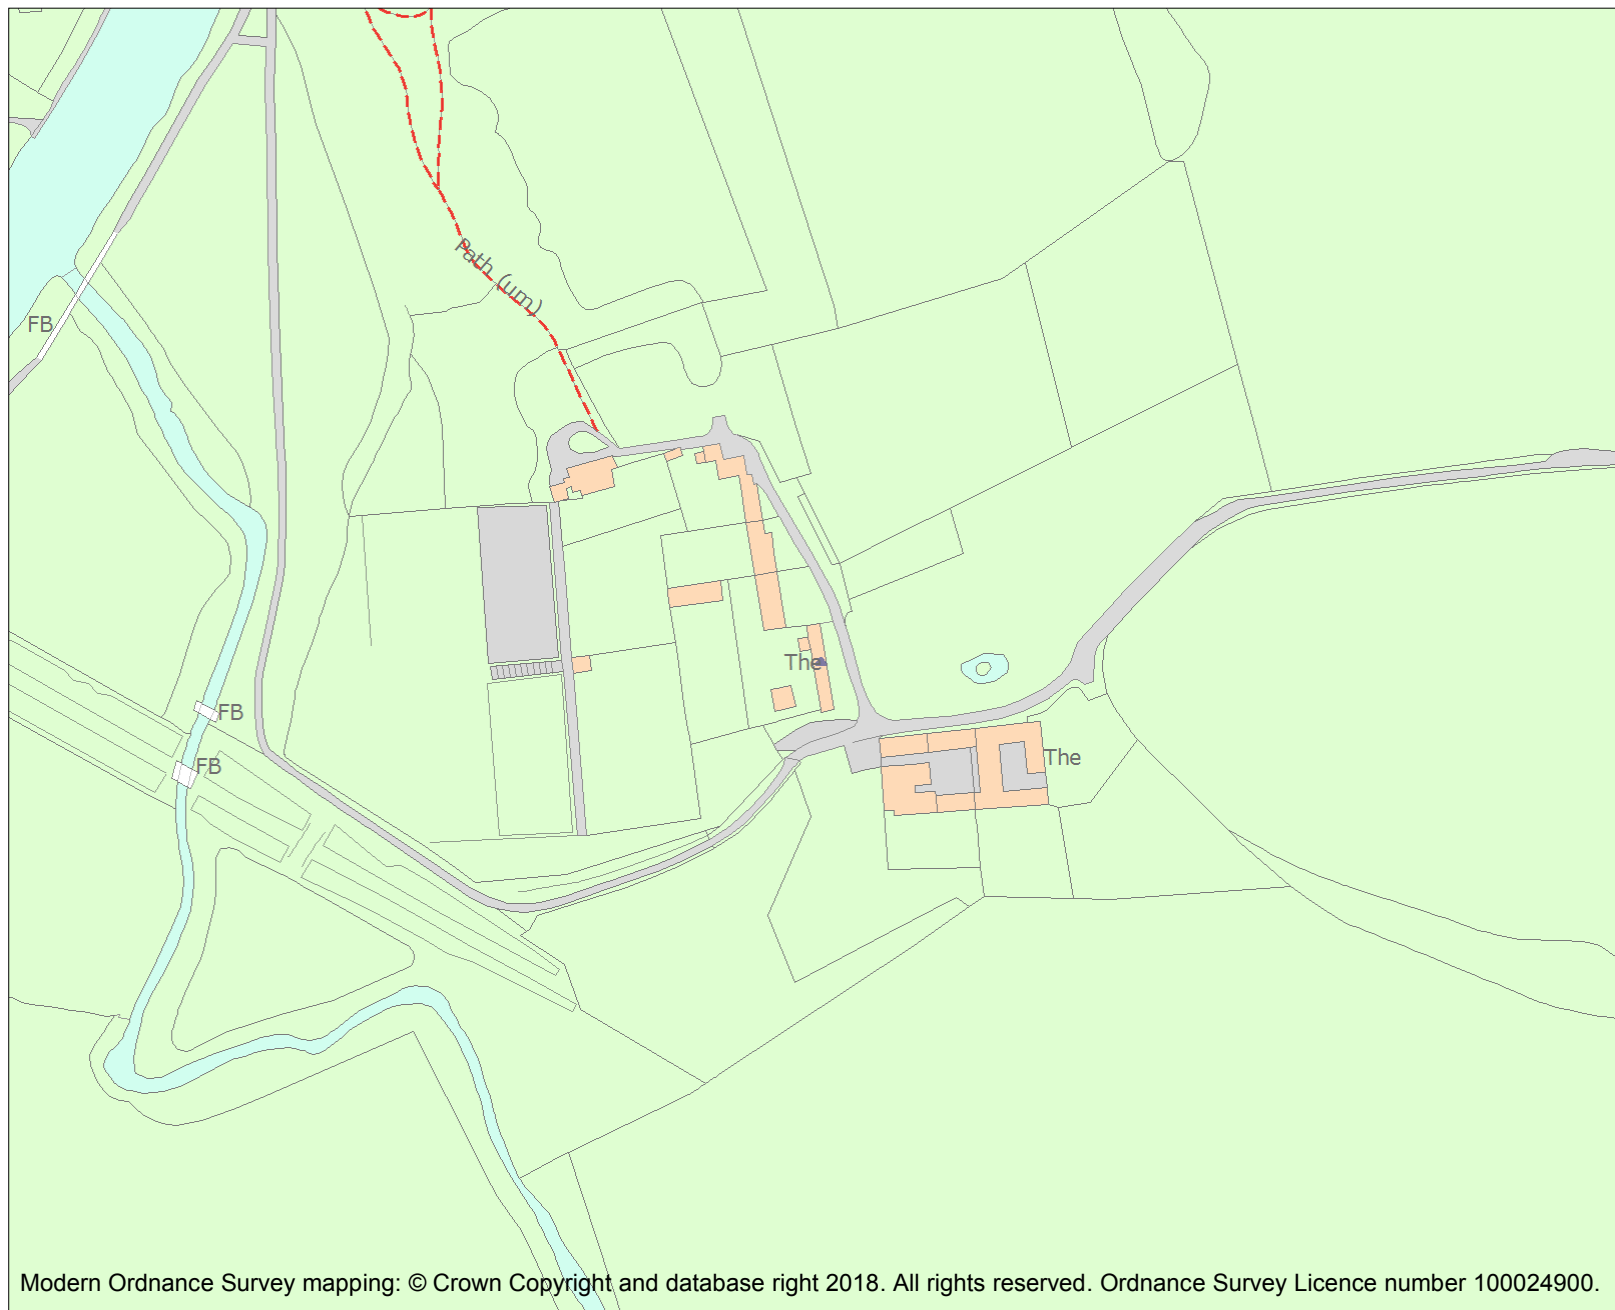 Path (um)
FB
The
FB
The
FB
Modern Ordnance Survey mapping: © Crown Copyright and database right 2018. All rights reserved. Ordnance Survey Licence number 100024900.